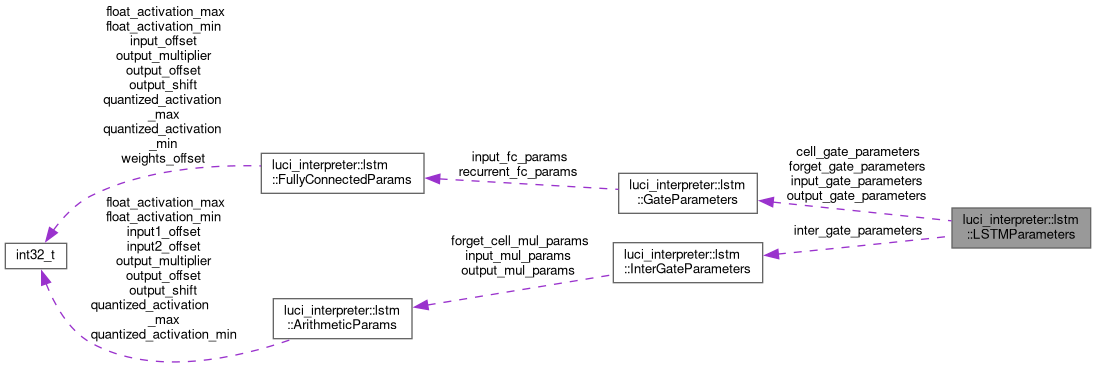 float_activation_max
float_activation_min
input_offset
output_multiplier
output_offset
output_shift
quantized_activation
_max
quantized_activation
_min
weights_offset
luci_interpreter::lstm
::FullyConnectedParams
input_fc_params
recurrent_fc_params
luci_interpreter::lstm
::GateParameters
cell_gate_parameters
forget_gate_parameters
input_gate_parameters
output_gate_parameters
luci_interpreter::lstm
::LSTMParameters
float_activation_max
float_activation_min
input1_offset
input2_offset
output_multiplier
output_offset
output_shift
quantized_activation
_max
quantized_activation_min
int32_t
forget_cell_mul_params
input_mul_params
output_mul_params
luci_interpreter::lstm
::InterGateParameters
inter_gate_parameters
luci_interpreter::lstm
::ArithmeticParams